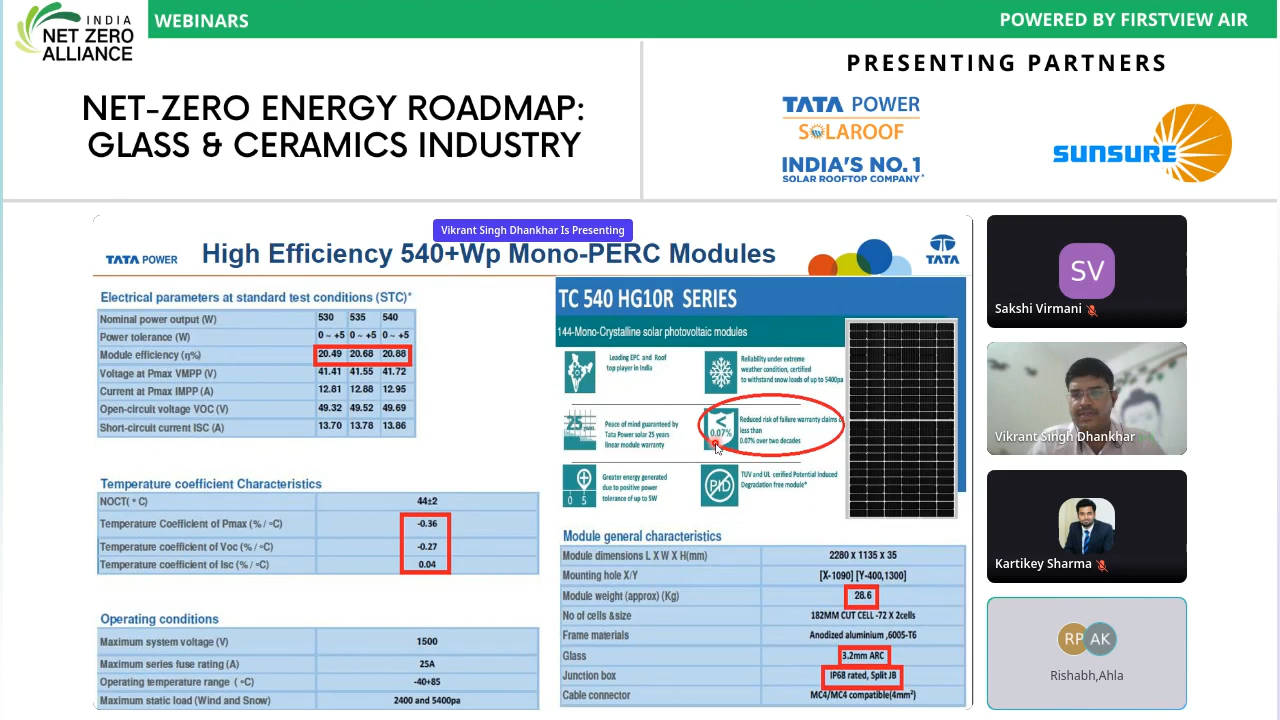 INDIA
NET ZERO
ALLIANCE
WEBINARS
POWERED BY FIRSTVIEW AIR
NET-ZERO ENERGY ROADMAP:
GLASS & CERAMICS INDUSTRY
PRESENTING PARTNERS
TATA POWER
SOLAROOF
INDIA'S NO.1
SOLAR ROOFTOP COMPANY*
SUNSURE
Vikrant Singh Dhankhar Is Presenting
TATA POWER
High Efficiency 540+Wp Mono-PERC Modules
TATA
Electrical parameters at standard test conditions (STC)*
Nominal power output (W) 530 535 540
Power tolerance (W) 0 ~ +5 0 ~ +5 0 ~ +5
Module efficiency (η%) 20.49 20.68 20.88
Voltage at Pmax VMPP (V) 41.41 41.55 41.72
Current at Pmax IMPP (A) 12.81 12.88 12.95
Open-circuit voltage VOC (V) 49.32 49.52 49.69
Short-circuit current ISC (A) 13.70 13.78 13.86
Temperature coefficient Characteristics
NOCT( °C) 44±2
Temperature Coefficient of Pmax (% / °C) -0.36
Temperature coefficient of Voc (% / °C) -0.27
Temperature coefficient of Isc (% / °C) 0.04
Operating conditions
Maximum system voltage (V) 1500
Maximum series fuse rating (A) 25A
Operating temperature range ( °C) -40+85
Maximum static load (Wind and Snow) 2400 and 5400pa
TC 540 HG10R SERIES
144-Mono-Crystalline solar photovoltaic modules
Leading EPC and Roof
top player in India
Reliability under extreme
weather condition, certified
to withstand snow loads of up to 5400pa
25
Peace of mind guaranteed by
Tata Power solar 25 years
linear module warranty
<
0.07%
Reduced risk of failure warranty claims
less than
0.07% over two decades
0 5
Greater energy generated
due to positive power
tolerance of up to 5W
PID
TUV and UL certified Potential Induced
Degradation free module*
Module general characteristics
Module dimensions L X W X H(mm) 2280 x 1135 x 35
Mounting hole X/Y [X-1090] [Y-400,1300]
Module weight (approx) (Kg) 28.6
No of cells &size 182MM CUT CELL -72 X 2cells
Frame materials Anodized aluminium ,6005-T6
Glass 3.2mm ARC
Junction box IP68 rated, Split JB
Cable connector MC4/MC4 compatible(4mm²)
SV
Sakshi Virmani
Vikrant Singh Dhankhar
Kartikey Sharma
RP AK
Rishabh,Ahla